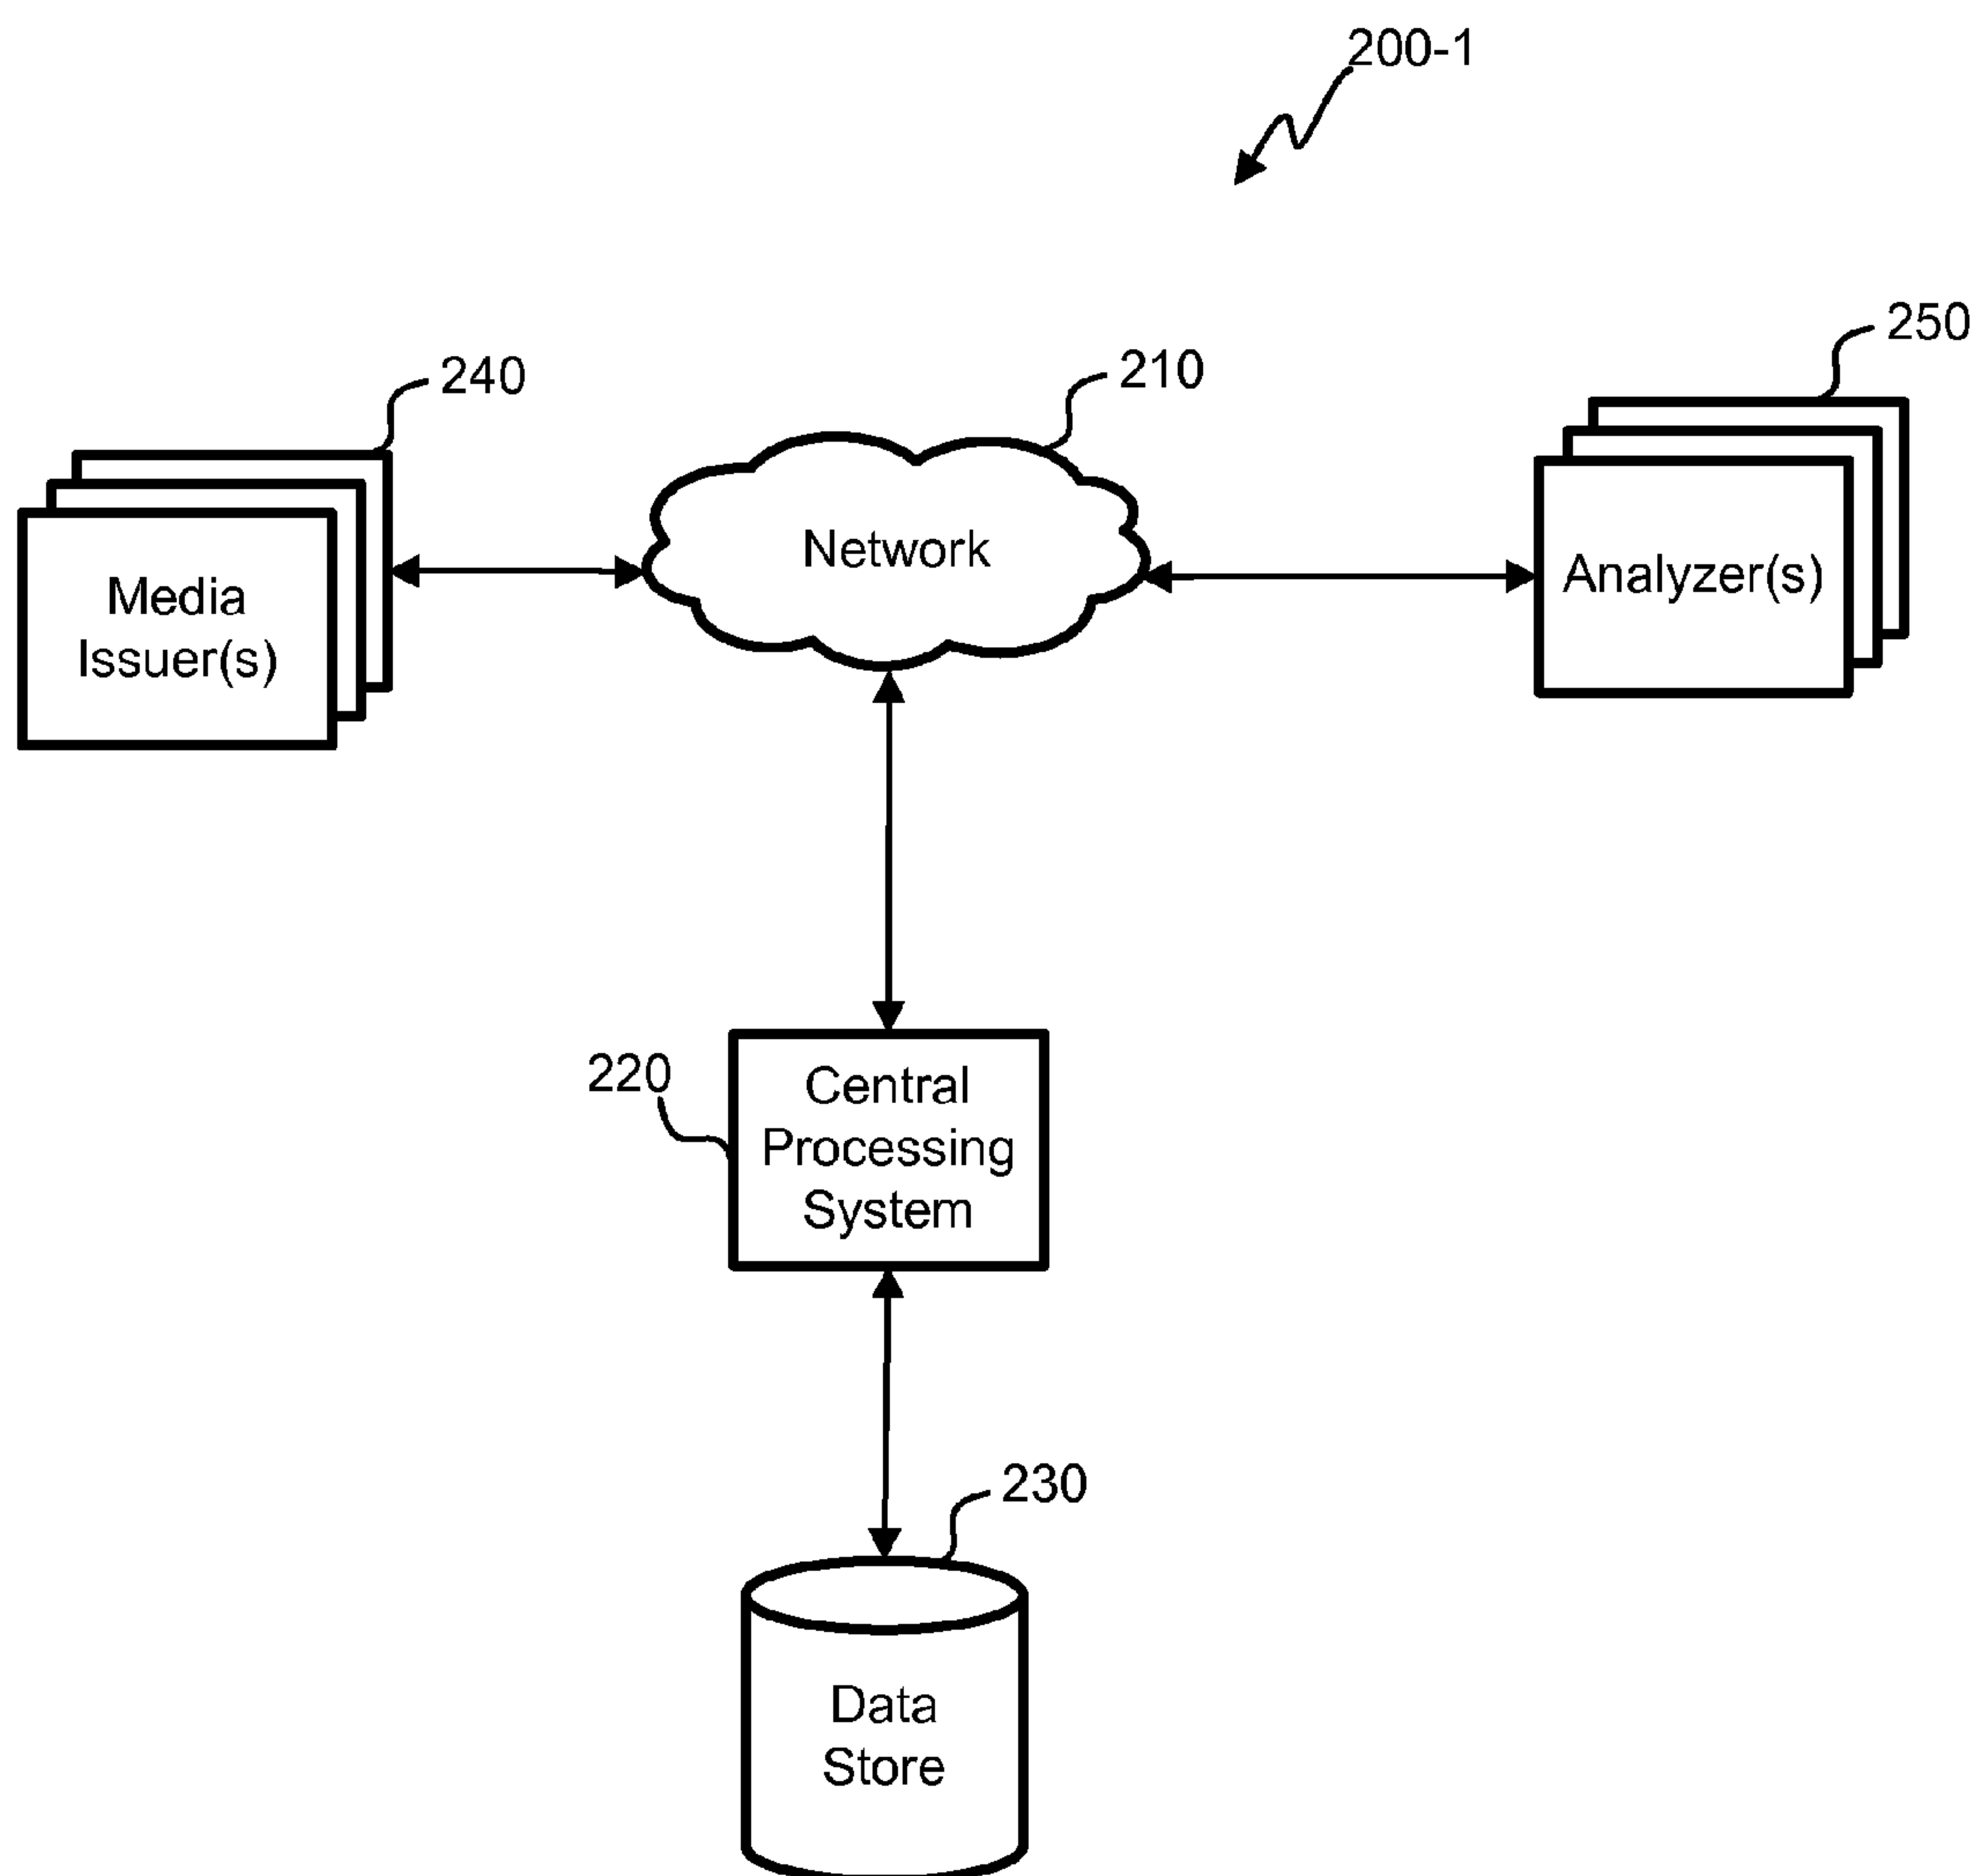 200-1
250
240
210
Network
Analyzer(s)
Media
Issuer(s)
220
Central
Processing
System
230
Data
Store